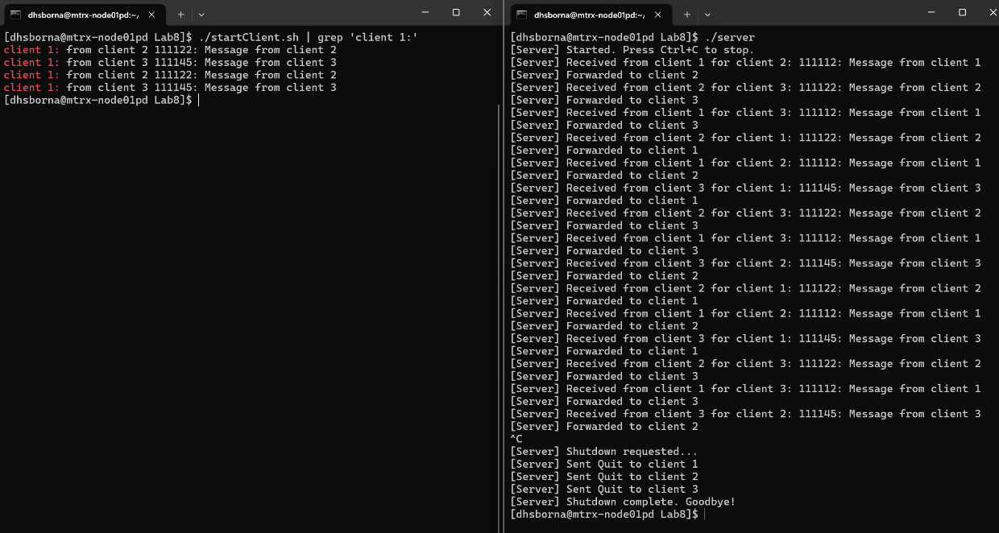 dhsborna@mtrx-node01pd:~/
[dhsborna@mtrx-node01pd Lab8]$ ./startClient.sh | grep 'client 1:'
client 1: from client 2 111122: Message from client 2
client 1: from client 3 111145: Message from client 3
client 1: from client 2 111122: Message from client 2
client 1: from client 3 111145: Message from client 3
[dhsborna@mtrx-node01pd Lab8]$
dhsborna@mtrx-node01pd:~/
[dhsborna@mtrx-node01pd Lab8]$ ./server
[Server] Started. Press Ctrl+C to stop.
[Server] Received from client 1 for client 2: 111112: Message from client 1
[Server] Forwarded to client 2
[Server] Received from client 2 for client 3: 111122: Message from client 2
[Server] Forwarded to client 3
[Server] Received from client 1 for client 3: 111112: Message from client 1
[Server] Forwarded to client 3
[Server] Received from client 2 for client 1: 111122: Message from client 2
[Server] Forwarded to client 1
[Server] Received from client 1 for client 2: 111112: Message from client 1
[Server] Forwarded to client 2
[Server] Received from client 3 for client 1: 111145: Message from client 3
[Server] Forwarded to client 1
[Server] Received from client 2 for client 3: 111122: Message from client 2
[Server] Forwarded to client 3
[Server] Received from client 1 for client 3: 111112: Message from client 1
[Server] Forwarded to client 3
[Server] Received from client 3 for client 2: 111145: Message from client 3
[Server] Forwarded to client 2
[Server] Received from client 2 for client 1: 111122: Message from client 2
[Server] Forwarded to client 1
[Server] Received from client 1 for client 2: 111112: Message from client 1
[Server] Forwarded to client 2
[Server] Received from client 3 for client 1: 111145: Message from client 3
[Server] Forwarded to client 1
[Server] Received from client 2 for client 3: 111122: Message from client 2
[Server] Forwarded to client 3
[Server] Received from client 1 for client 3: 111112: Message from client 1
[Server] Forwarded to client 3
[Server] Received from client 3 for client 2: 111145: Message from client 3
[Server] Forwarded to client 2
^C
[Server] Shutdown requested...
[Server] Sent Quit to client 1
[Server] Sent Quit to client 2
[Server] Sent Quit to client 3
[Server] Shutdown complete. Goodbye!
[dhsborna@mtrx-node01pd Lab8]$